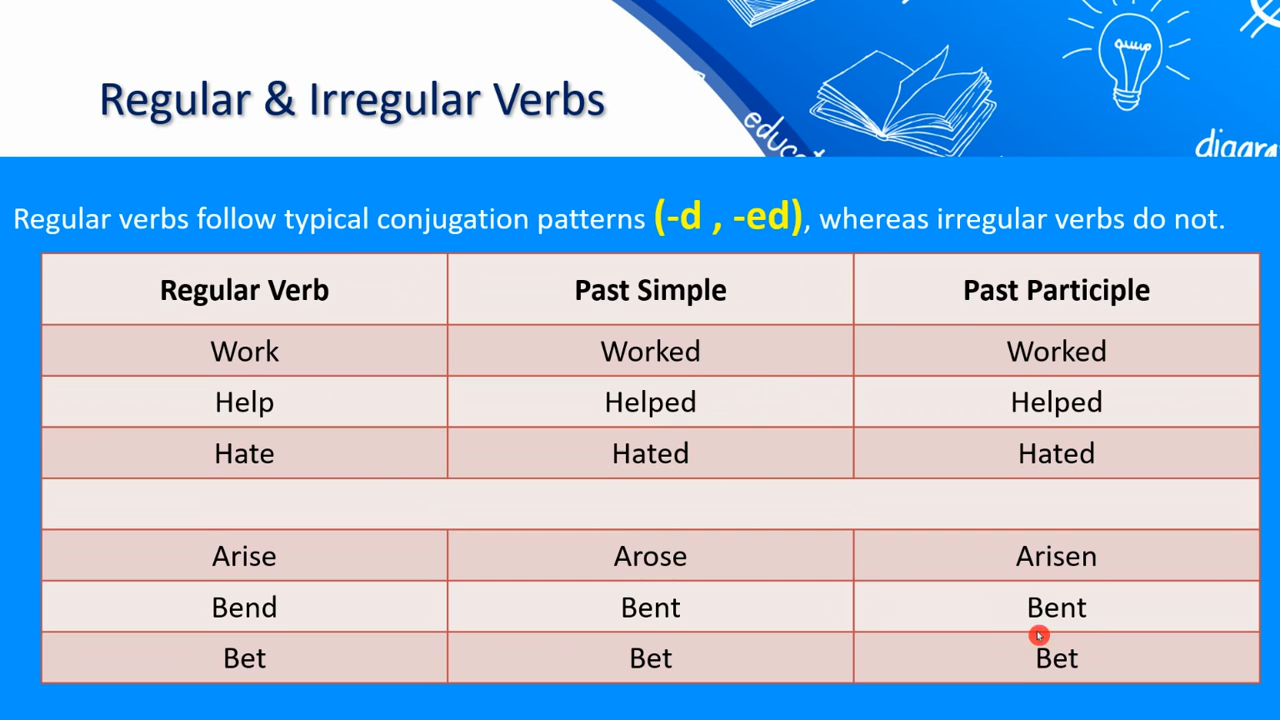 Regular & Irregular Verbs
Regular verbs follow typical conjugation patterns (-d , -ed), whereas irregular verbs do not.
Regular Verb Past Simple Past Participle
Work Worked Worked
Help Helped Helped
Hate Hated Hated
Arise Arose Arisen
Bend Bent Bent
Bet Bet Bet